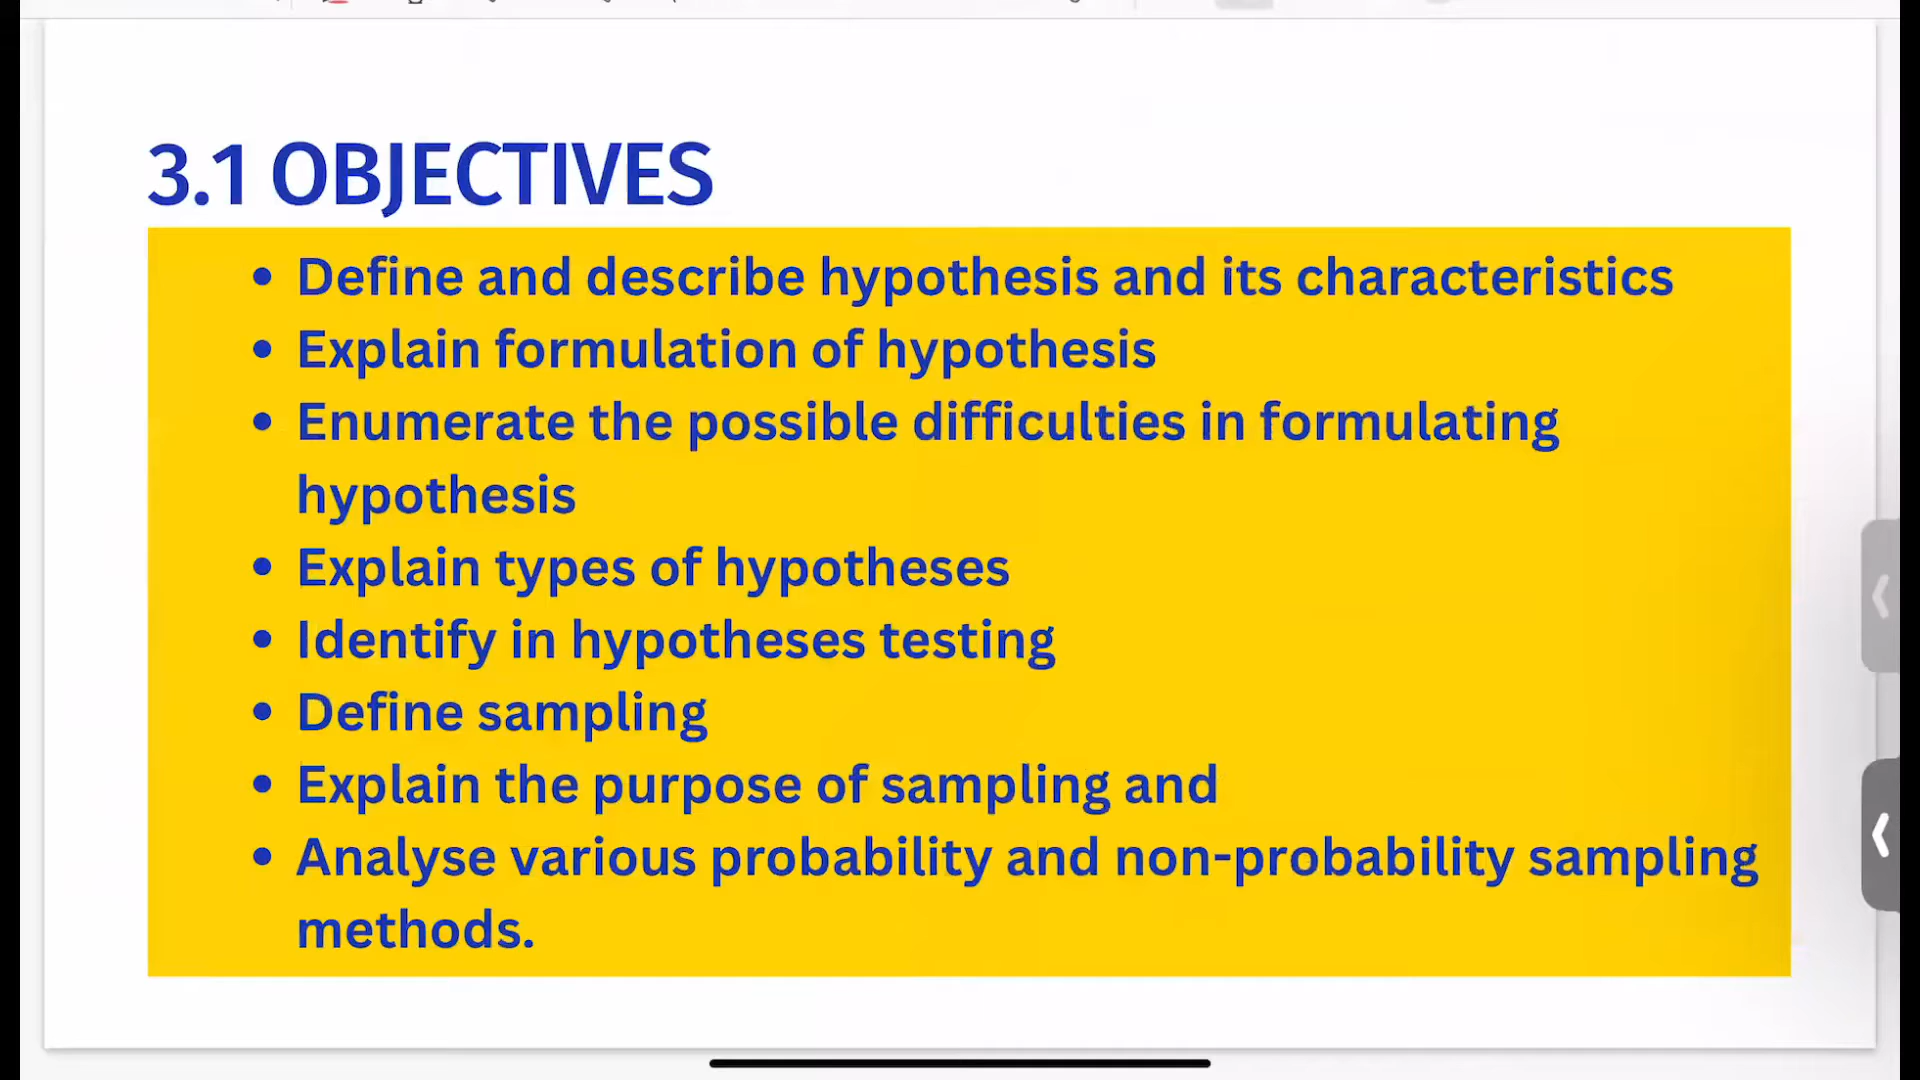 3.1 OBJECTIVES
• Define and describe hypothesis and its characteristics
• Explain formulation of hypothesis
• Enumerate the possible difficulties in formulating
hypothesis
• Explain types of hypotheses
• Identify in hypotheses testing
• Define sampling
• Explain the purpose of sampling and
• Analyse various probability and non-probability sampling
methods.